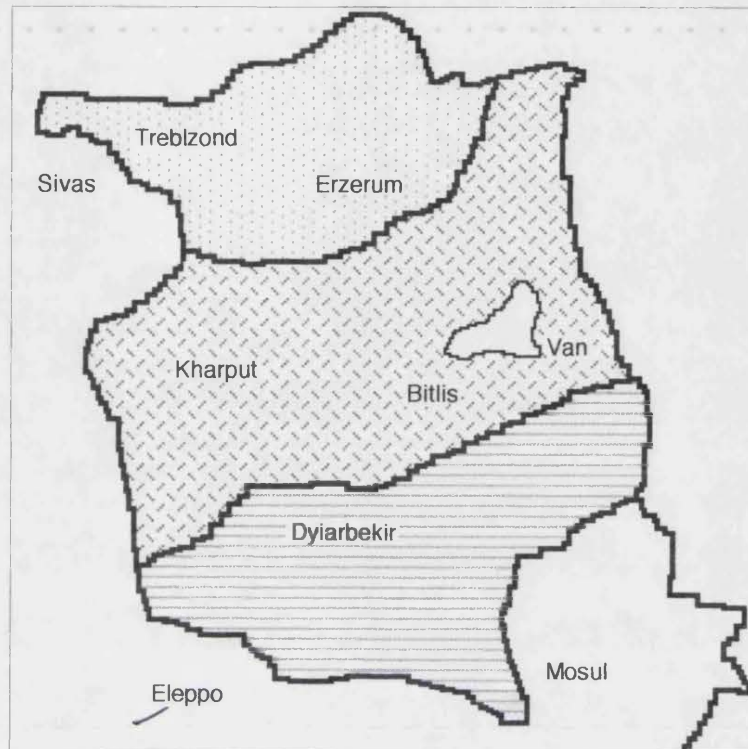 Treblzond
Sivas
Erzerum
Kharput
Van
Bitlis
Dyiarbekir
Mosul
Eleppo